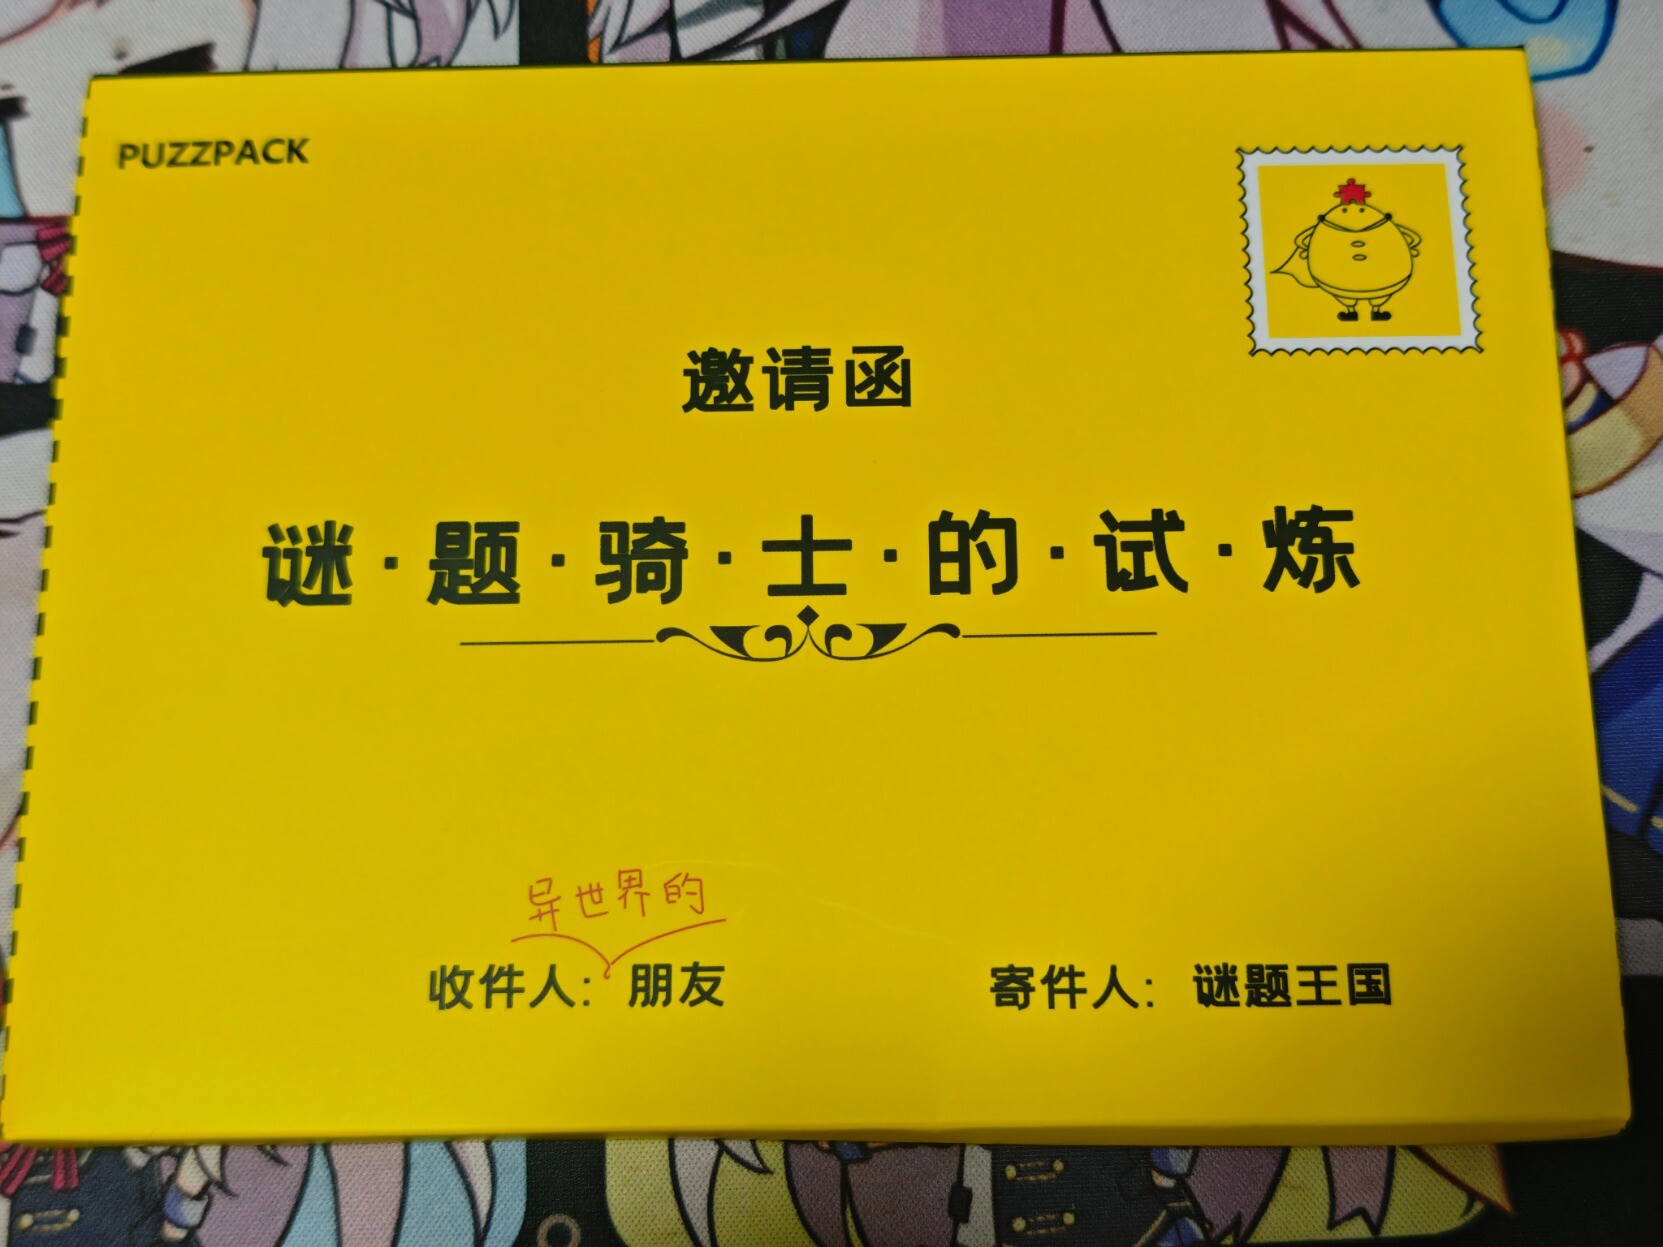 PUZZPACK
邀请函
谜·题·骑·士·的·试·炼
异世界的
收件人：朋友
寄件人：谜题王国